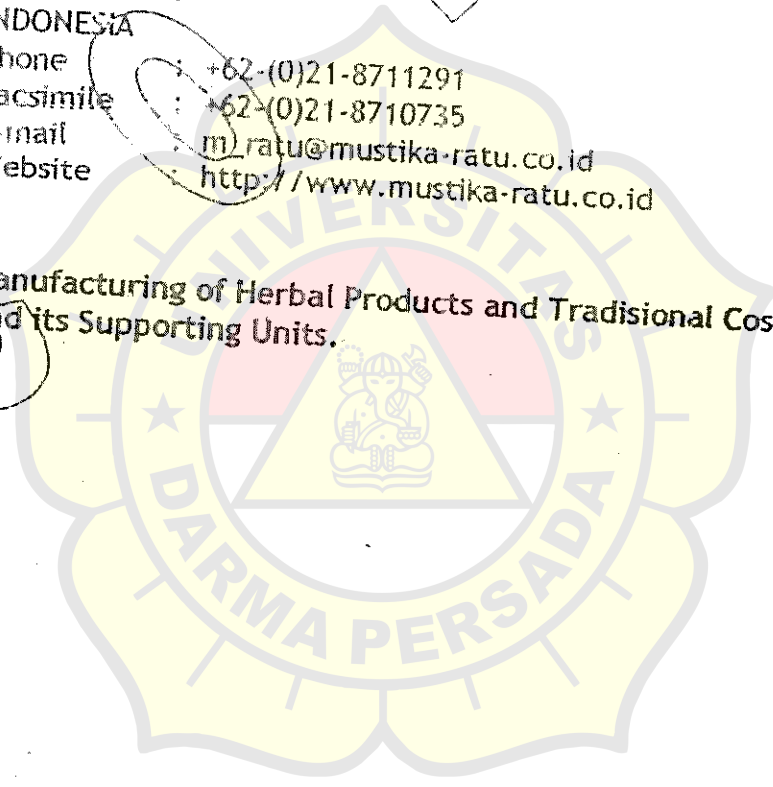 NDONESIA
hone : +62-(0)21-8711291
acsimile : +62-(0)21-8710735
-mail : m_ratu@mustika-ratu.co.id
ebsite : http://www.mustika-ratu.co.id
anufacturing of Herbal Products and Tradisional Cos
d its Supporting Units.
UNIVERSITAS
DARMA PERSADA